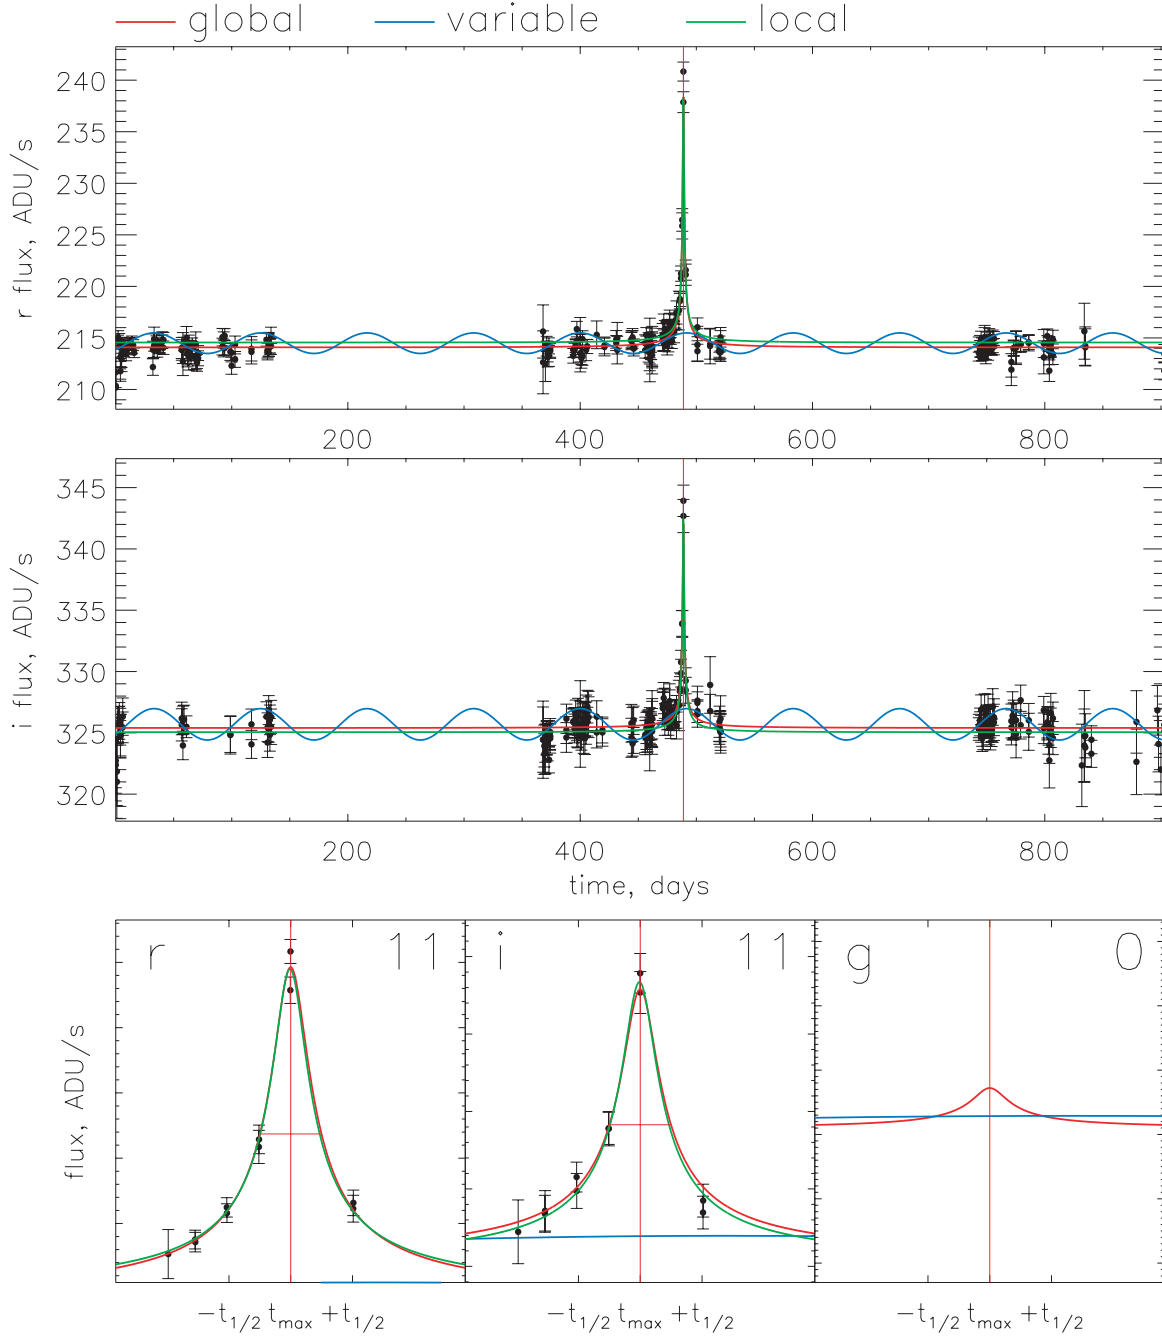 global variable local
240
235
230
225
220
215
210
r flux, ADU/s
200 400 600 800
345
340
335
330
325
320
i flux, ADU/s
200 400 600 800
time, days
r 11 i 11 g 0
flux, ADU/s
−t1/2 tmax +t1/2 −t1/2 tmax +t1/2 −t1/2 tmax +t1/2